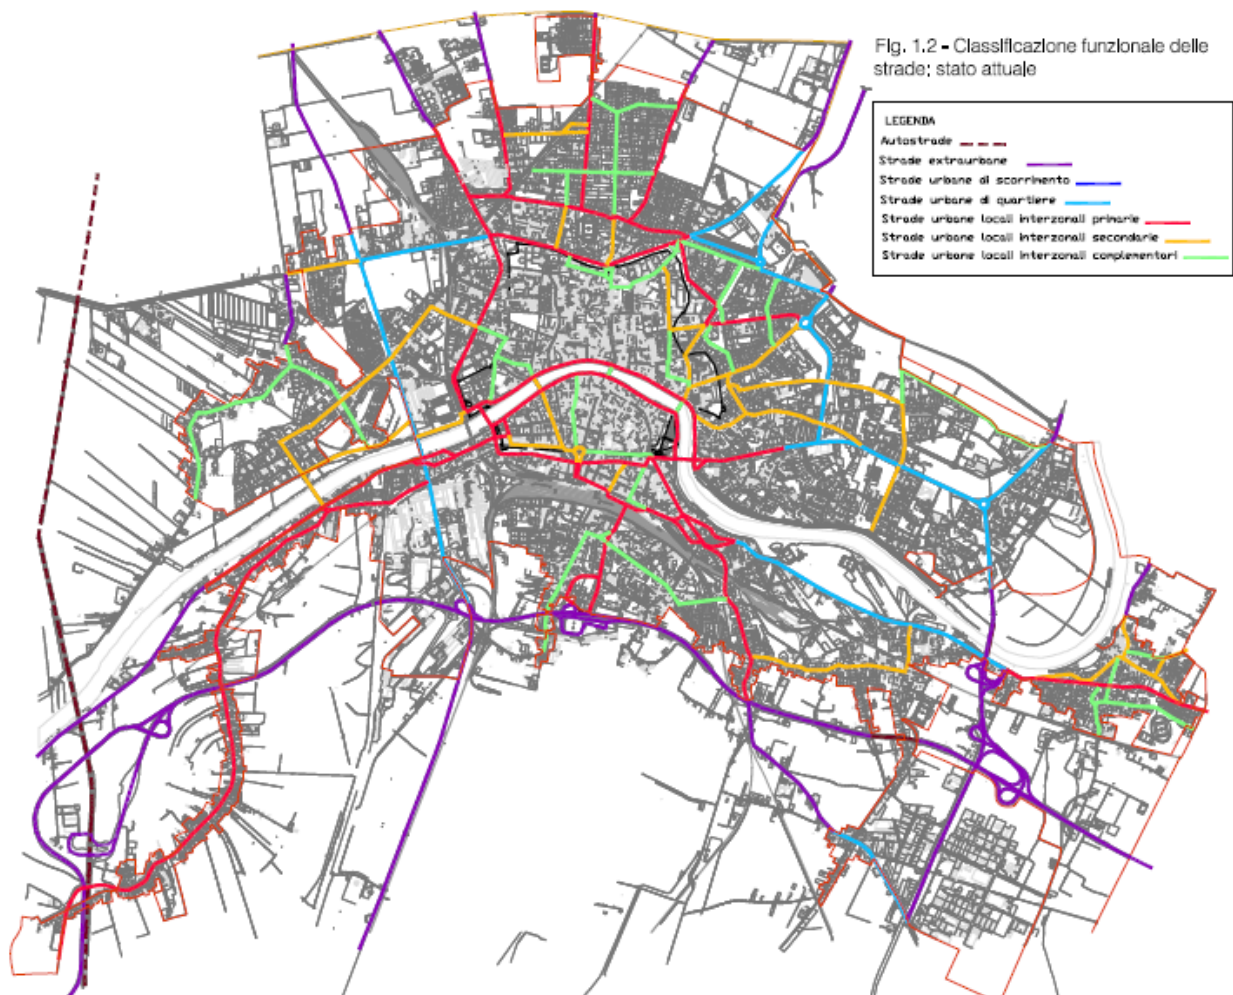 Fig. 1.2 - Classificazione funzionale delle
strade; stato attuale
LEGENDA
Autostrade
Strade extraurbane
Strade urbane di scorrimento
Strade urbane di quartiere
Strade urbane locali interzonali primarie
Strade urbane locali interzonali secondarie
Strade urbane locali interzonali complementari